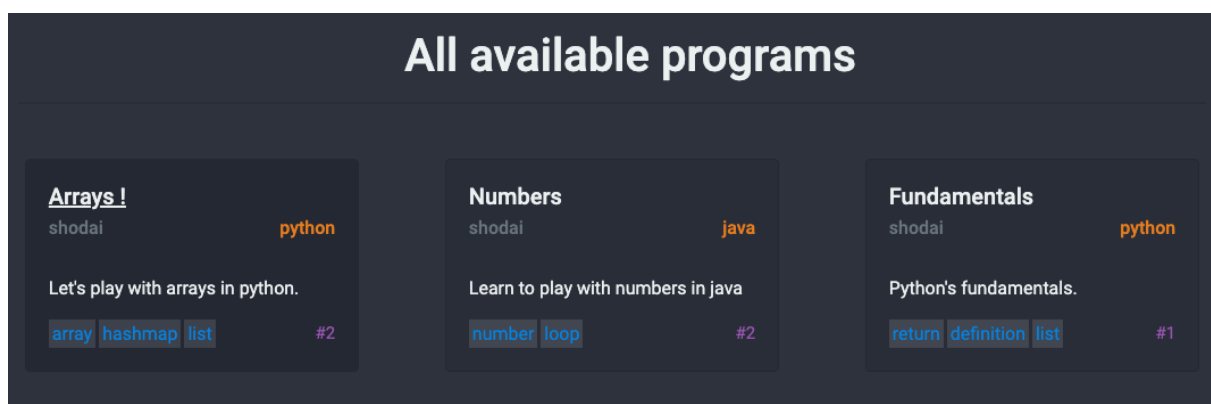 All available programs
Arrays !
shodai python
Let's play with arrays in python.
array hashmap list #2
Numbers
shodai java
Learn to play with numbers in java
number loop #2
Fundamentals
shodai python
Python's fundamentals.
return definition list #1